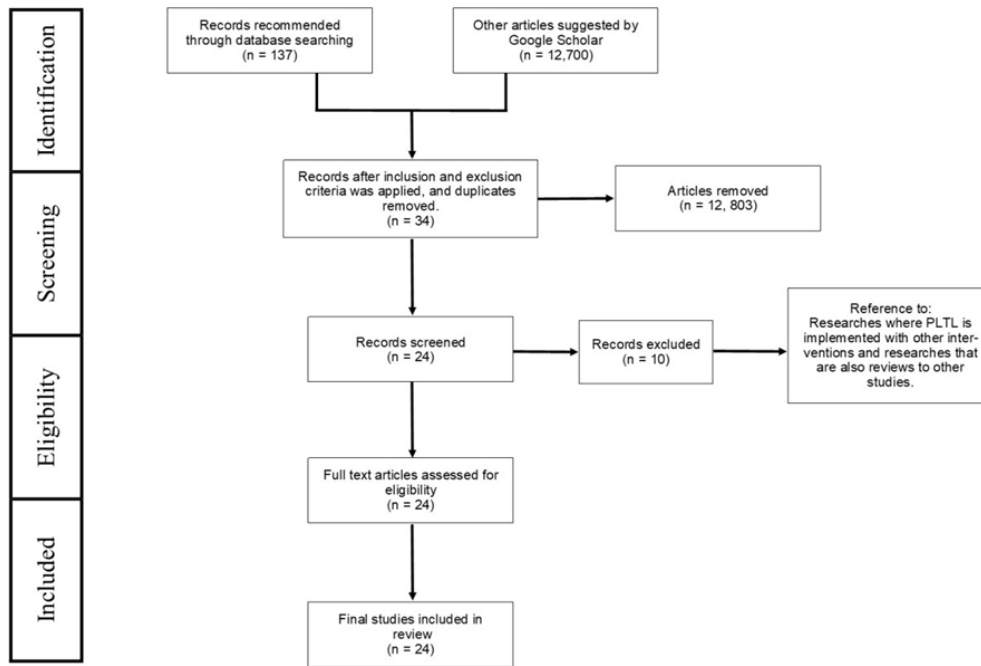 Identification
Records recommended
through database searching
(n = 137)
Other articles suggested by
Google Scholar
(n = 12,700)
Screening
Records after inclusion and exclusion
criteria was applied, and duplicates
removed.
(n = 34)
Articles removed
(n = 12, 803)
Eligibility
Records screened
(n = 24)
Records excluded
(n = 10)
Reference to:
Researches where PLTL is
implemented with other inter-
ventions and researches that
are also reviews to other
studies.
Full text articles assessed for
eligibility
(n = 24)
Included
Final studies included in
review
(n = 24)